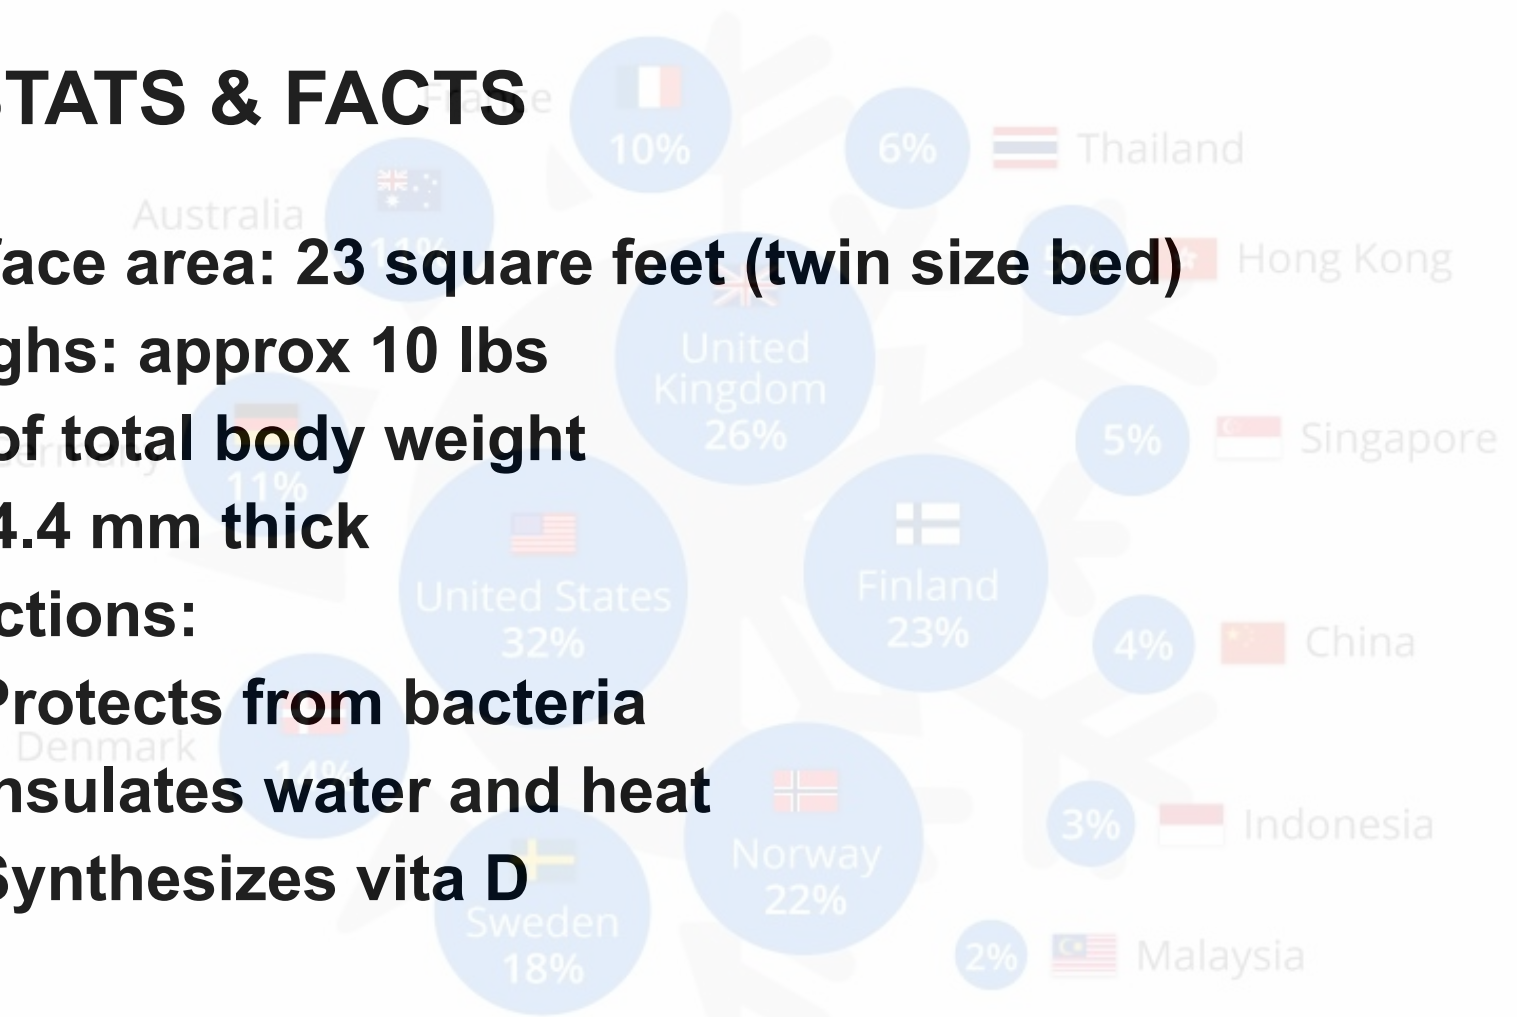 STATS & FACTS
face area: 23 square feet (twin size bed)
ghs: approx 10 lbs
of total body weight
4.4 mm thick
ctions:
Protects from bacteria
nsulates water and heat
Synthesizes vita D
France
10%
6%
Thailand
Australia
11%
Hong Kong
United
Kingdom
26%
5%
Singapore
Germany
11%
United States
32%
Finland
23%
4%
China
Denmark
14%
Norway
22%
3%
Indonesia
Sweden
18%
2%
Malaysia